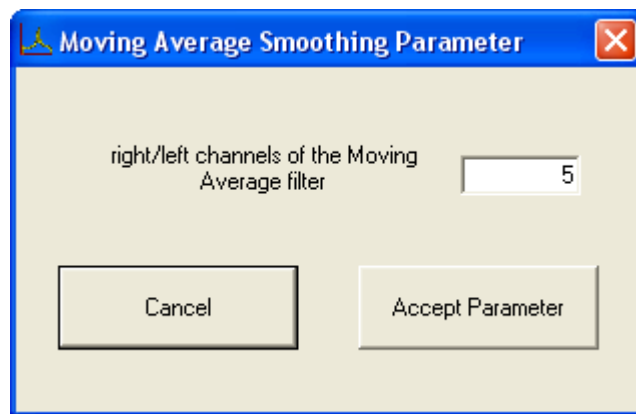 Moving Average Smoothing Parameter
right/left channels of the Moving
Average filter
5
Cancel
Accept Parameter